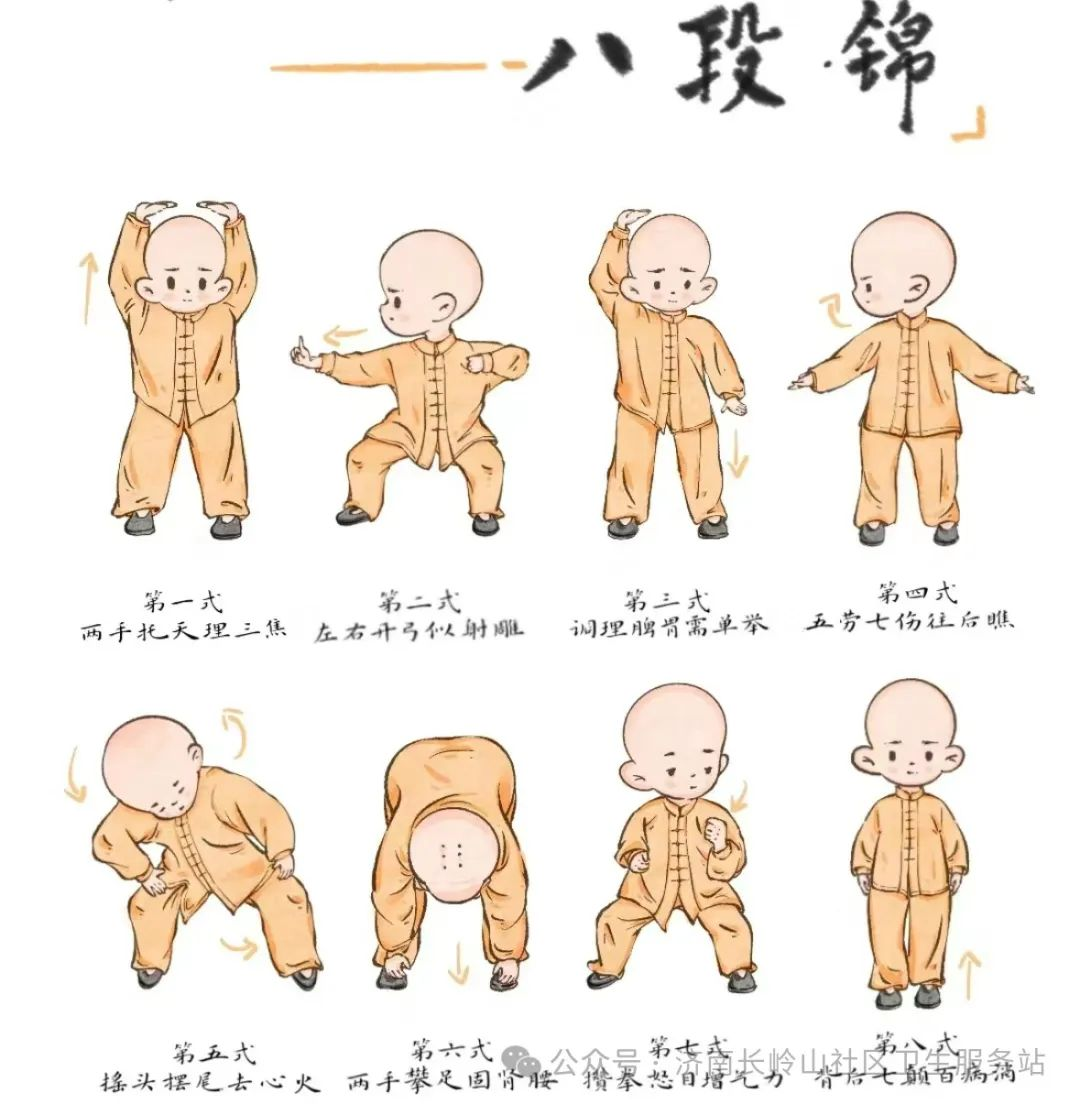 八段·锦
第一式
两手托天理三焦
第二式
左右开弓似射雕
第三式
调理脾胃需单举
第四式
五劳七伤往后瞧
第五式
摇头摆尾去心火
第六式
两手攀足固肾腰
第七式
攒拳怒目增气力
第八式
背后七颠百病消
公众号：济南长岭山社区卫生服务站